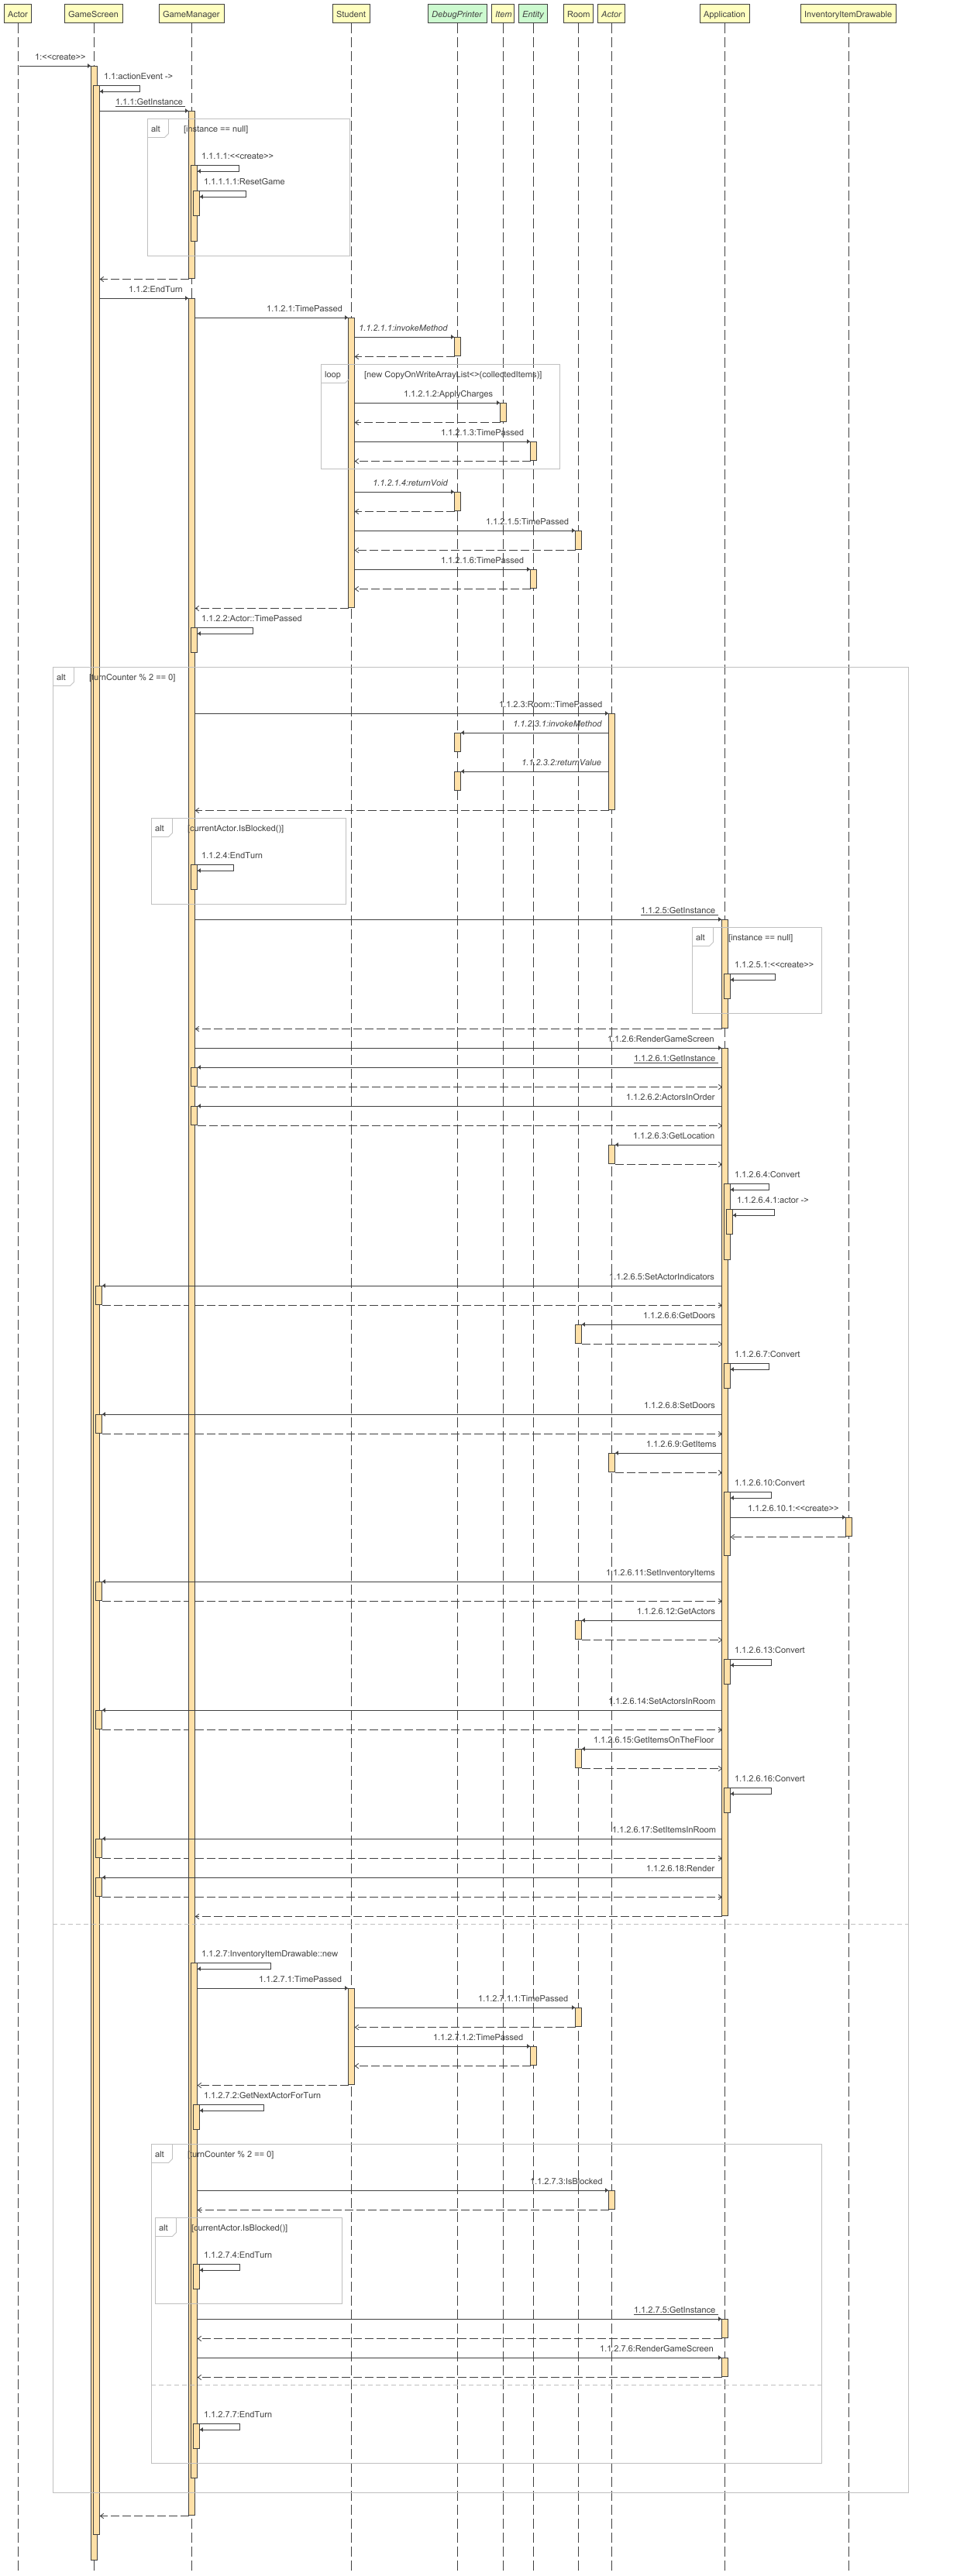 Actor GameScreen GameManager Student DebugPrinter Item Entity Room Actor Application InventoryItemDrawable
1:<<create>>
1.1:actionEvent ->
1.1.1:GetInstance
alt [instance == null]
1.1.1.1:<<create>>
1.1.1.1.1:ResetGame
1.1.2:EndTurn
1.1.2.1:TimePassed
1.1.2.1.1:invokeMethod
loop [new CopyOnWriteArrayList<>(collectedItems)]
1.1.2.1.2:ApplyCharges
1.1.2.1.3:TimePassed
1.1.2.1.4:returnVoid
1.1.2.1.5:TimePassed
1.1.2.1.6:TimePassed
1.1.2.2:Actor::TimePassed
alt [turnCounter % 2 == 0]
1.1.2.3:Room::TimePassed
1.1.2.3.1:invokeMethod
1.1.2.3.2:returnValue
alt [currentActor.IsBlocked()]
1.1.2.4:EndTurn
1.1.2.5:GetInstance
alt [instance == null]
1.1.2.5.1:<<create>>
1.1.2.6:RenderGameScreen
1.1.2.6.1:GetInstance
1.1.2.6.2:ActorsInOrder
1.1.2.6.3:GetLocation
1.1.2.6.4:Convert
1.1.2.6.4.1:actor ->
1.1.2.6.5:SetActorIndicators
1.1.2.6.6:GetDoors
1.1.2.6.7:Convert
1.1.2.6.8:SetDoors
1.1.2.6.9:GetItems
1.1.2.6.10:Convert
1.1.2.6.10.1:<<create>>
1.1.2.6.11:SetInventoryItems
1.1.2.6.12:GetActors
1.1.2.6.13:Convert
1.1.2.6.14:SetActorsInRoom
1.1.2.6.15:GetItemsOnTheFloor
1.1.2.6.16:Convert
1.1.2.6.17:SetItemsInRoom
1.1.2.6.18:Render
1.1.2.7:InventoryItemDrawable::new
1.1.2.7.1:TimePassed
1.1.2.7.1.1:TimePassed
1.1.2.7.1.2:TimePassed
1.1.2.7.2:GetNextActorForTurn
alt [turnCounter % 2 == 0]
1.1.2.7.3:IsBlocked
alt [currentActor.IsBlocked()]
1.1.2.7.4:EndTurn
1.1.2.7.5:GetInstance
1.1.2.7.6:RenderGameScreen
1.1.2.7.7:EndTurn